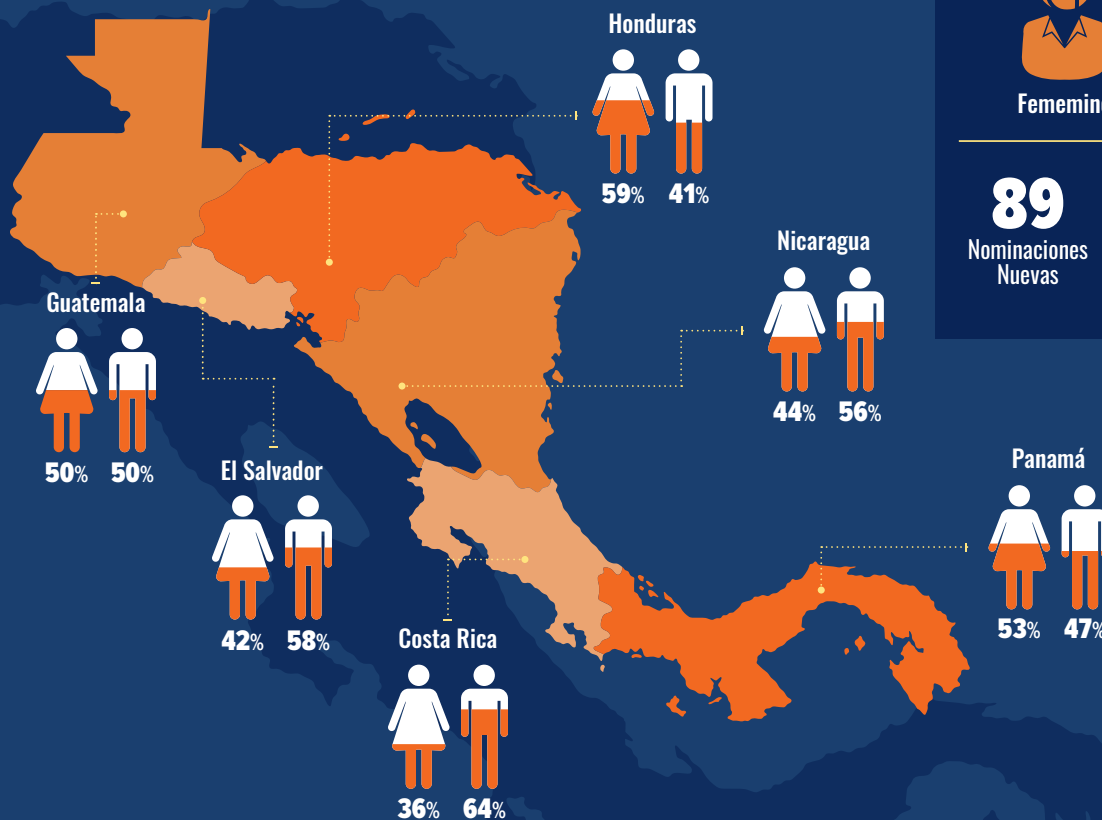 Honduras
59% 41%
Fememin
89
Nominaciones
Nuevas
Nicaragua
44% 56%
Guatemala
50% 50%
El Salvador
42% 58%
Panamá
53% 47%
Costa Rica
36% 64%